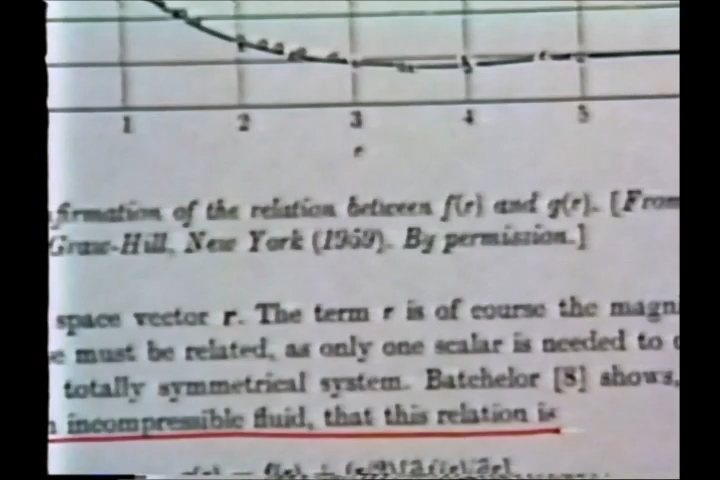 1 2 3 4 5
r
firmation of the relation between f(r) and g(r). [From
Graw-Hill, New York (1959). By permission.]
space vector r. The term r is of course the magni
e must be related, as only one scalar is needed to
totally symmetrical system. Batchelor [8] shows,
n incompressible fluid, that this relation is